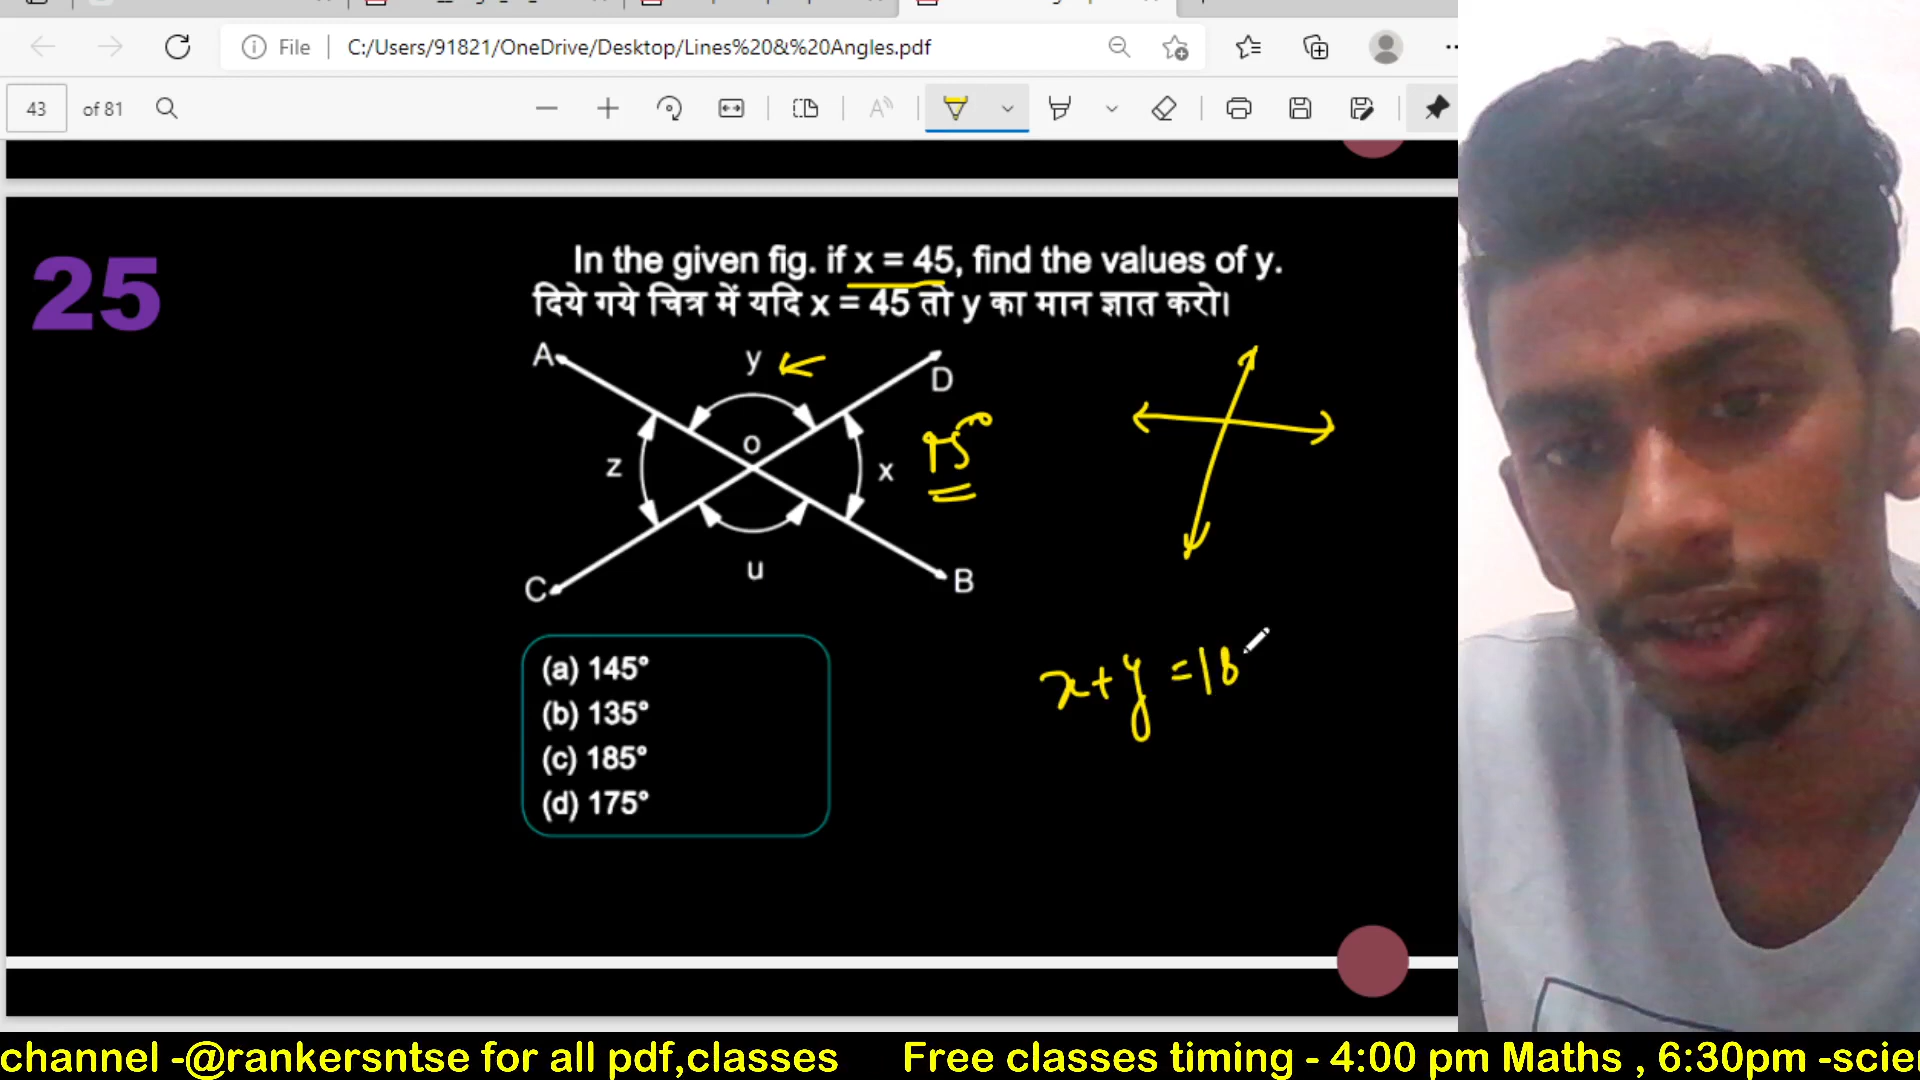 File C:/Users/91821/OneDrive/Desktop/Lines%20&%20Angles.pdf
43 of 81
25
In the given fig. if x = 45, find the values of y.
दिये गये चित्र में यदि x = 45 तो y का मान ज्ञात करो।
A y D
o
z x
u
C B
x+y =18
(a) 145°
(b) 135°
(c) 185°
(d) 175°
channel -@rankersntse for all pdf,classes Free classes timing - 4:00 pm Maths , 6:30pm -scie